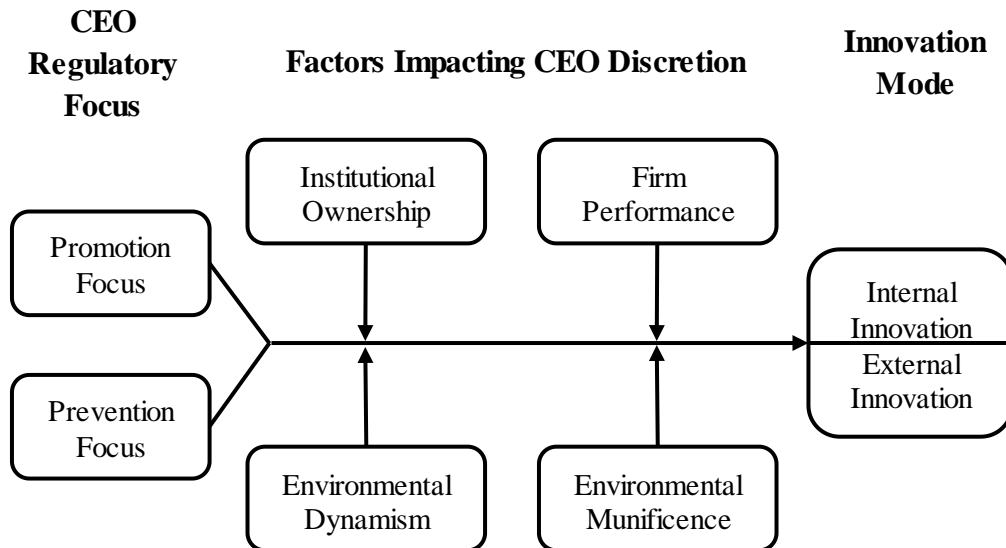 CEO
Regulatory
Focus
Factors Impacting CEO Discretion
Innovation
Mode
Institutional
Ownership
Firm
Performance
Promotion
Focus
Internal
Innovation
External
Innovation
Prevention
Focus
Environmental
Dynamism
Environmental
Munificence